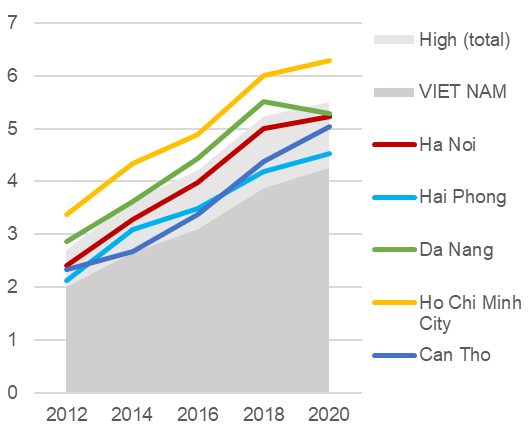 7
6
5
4
3
2
1
0
2012 2014 2016 2018 2020
High (total)
VIET NAM
Ha Noi
Hai Phong
Da Nang
Ho Chi Minh
City
Can Tho